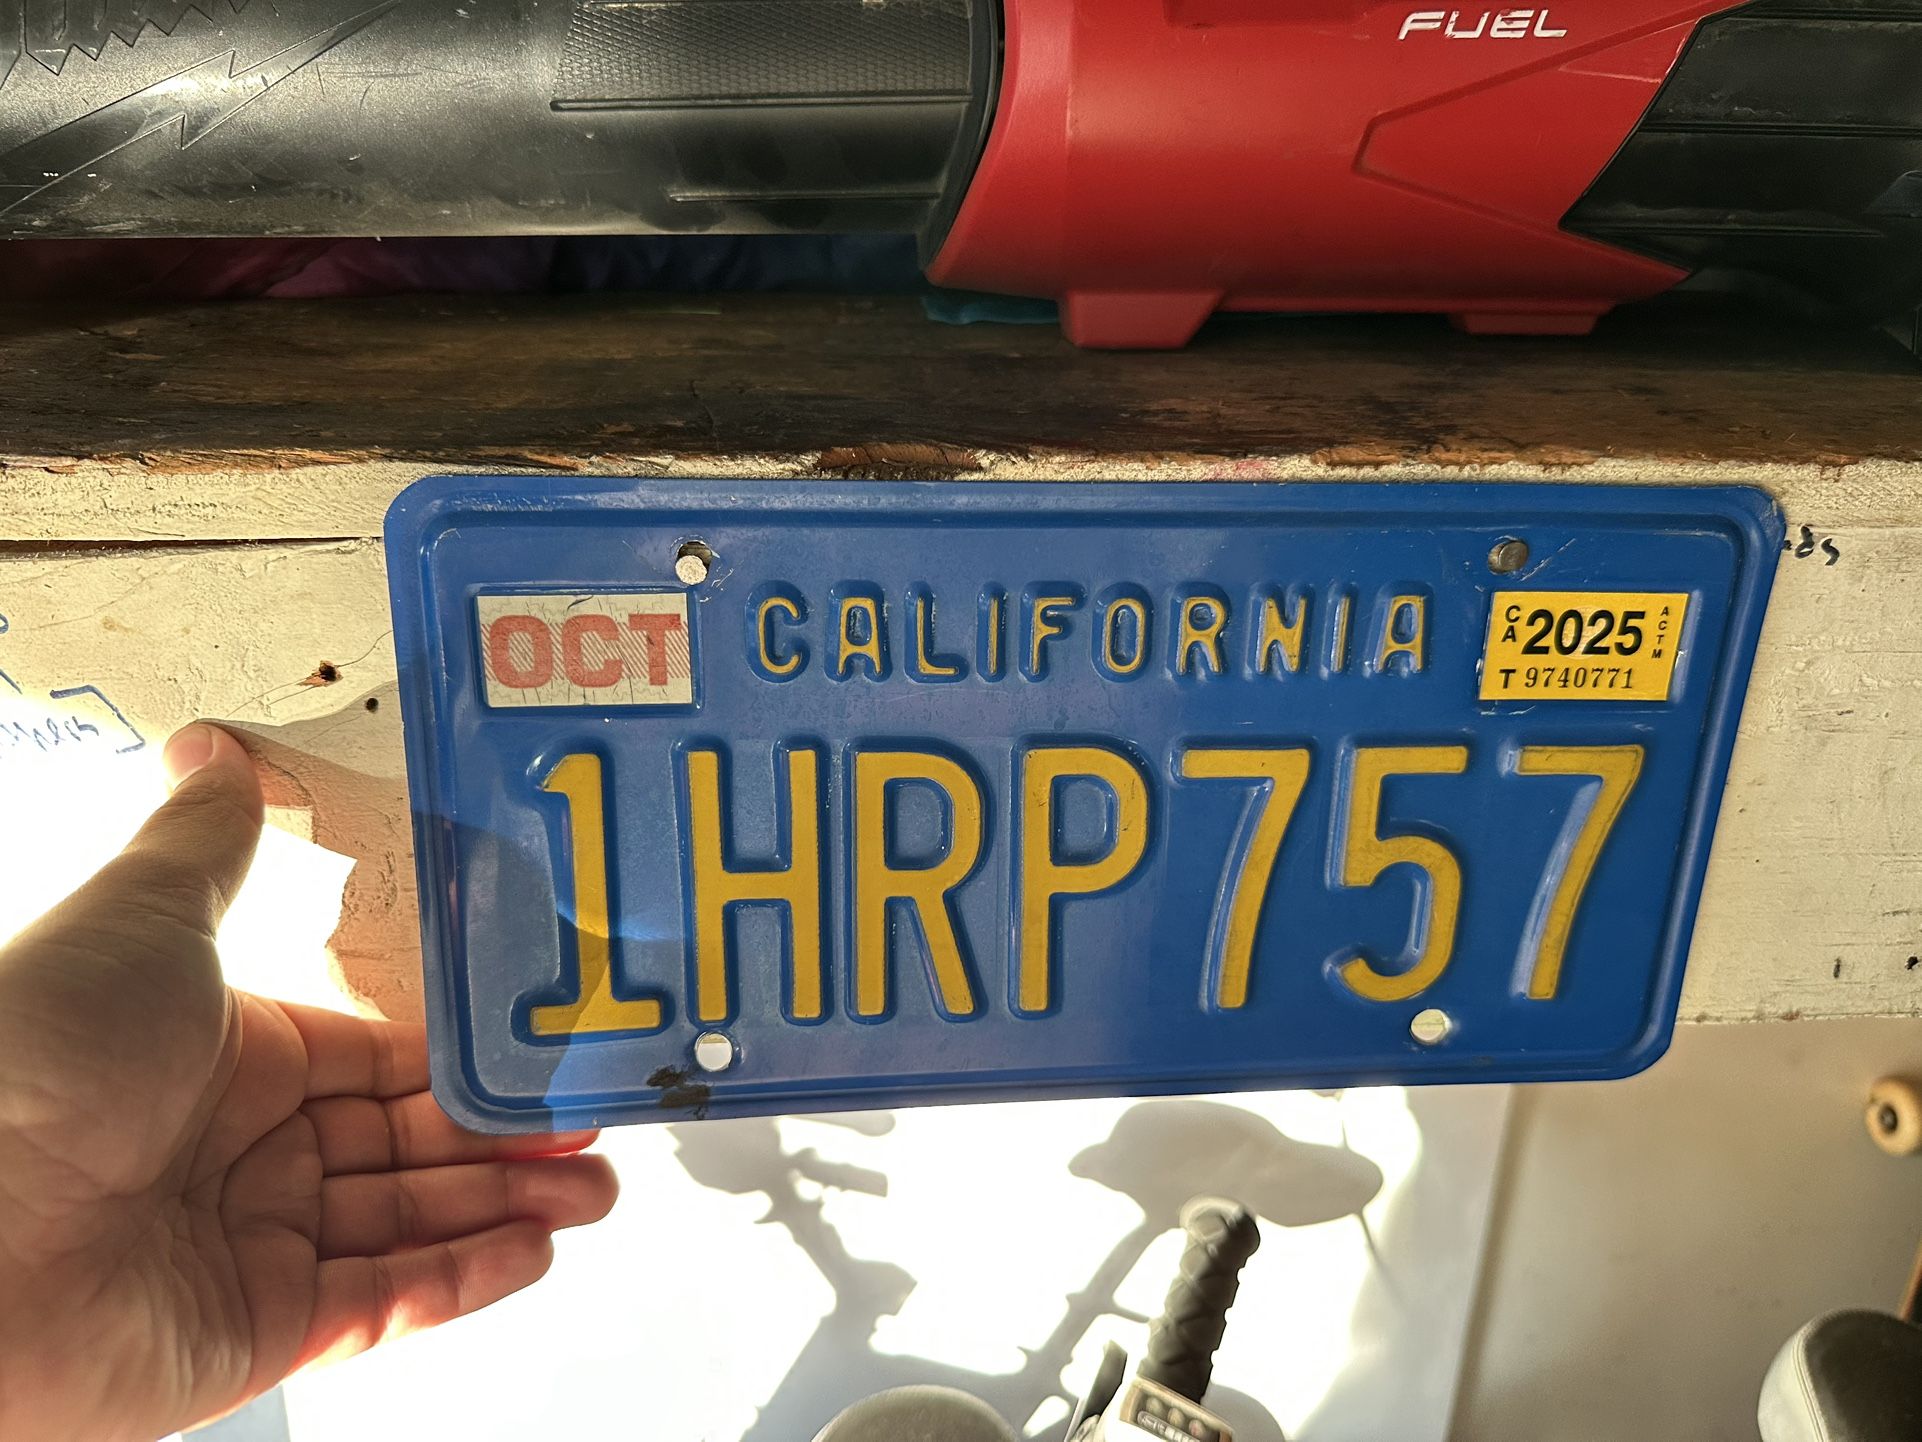 FUEL
OCT
CALIFORNIA
CA 2025 ACTM
T 9740771
1HRP757